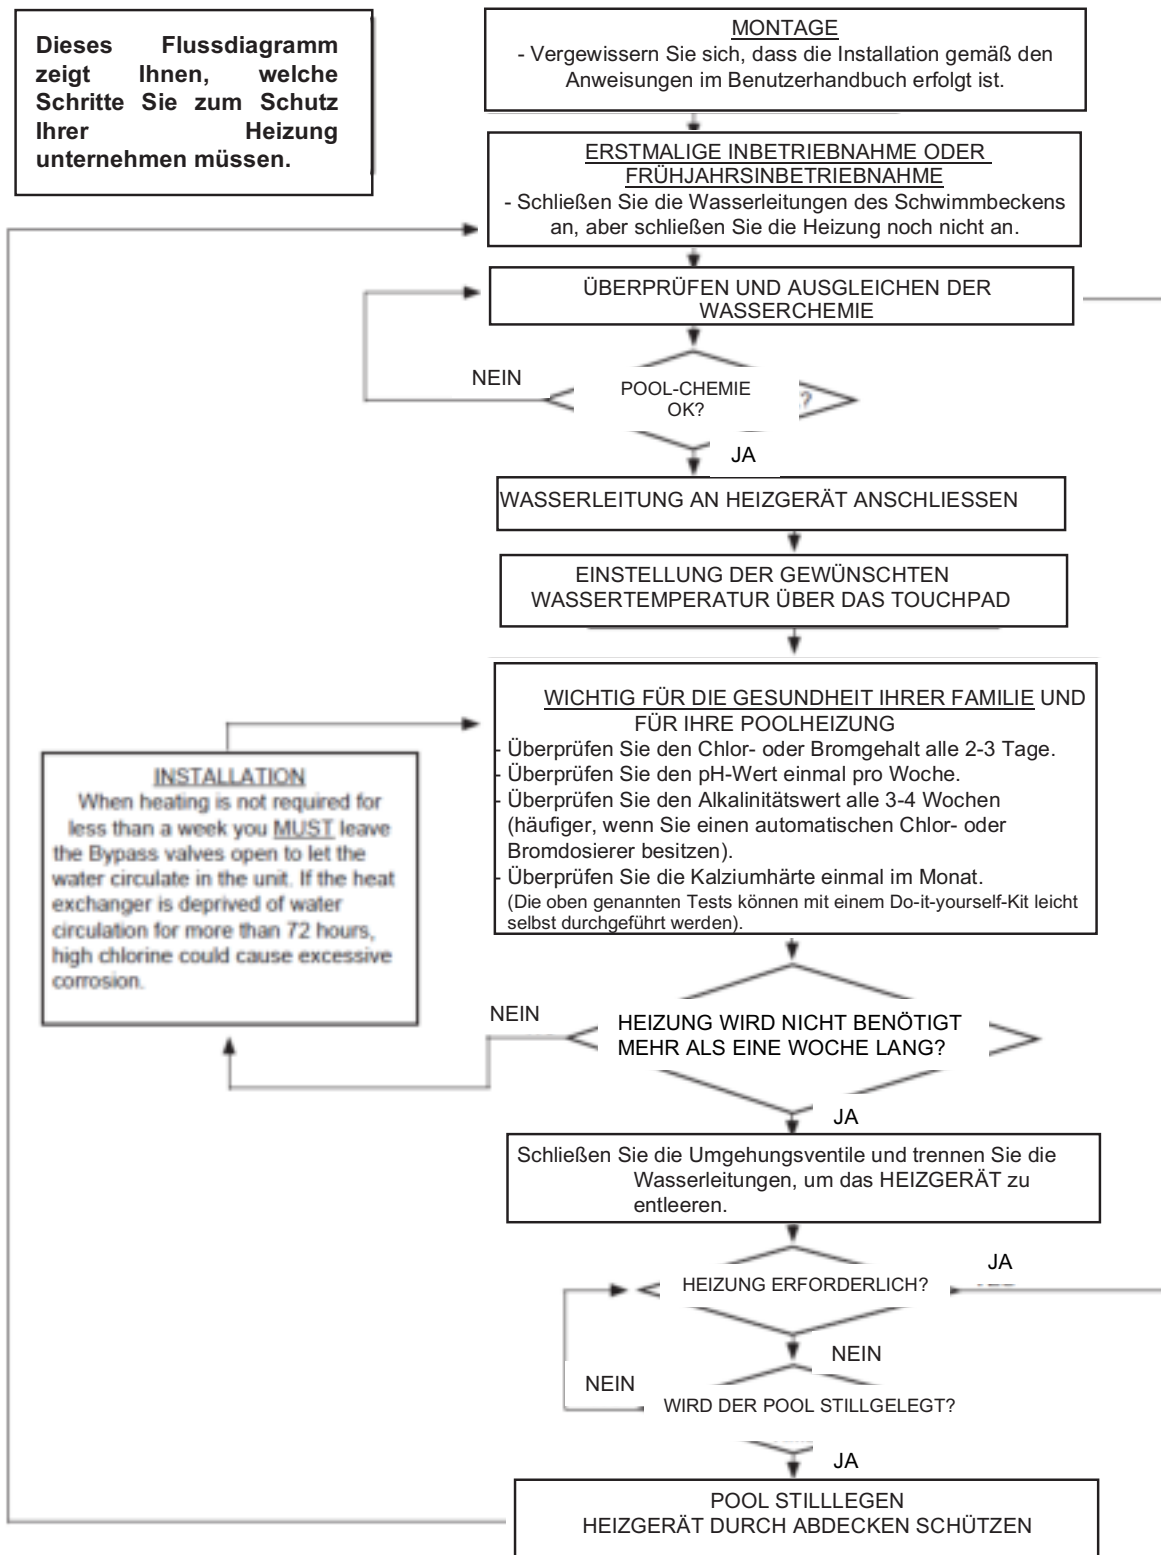 Dieses Flussdiagramm
zeigt Ihnen, welche
Schritte Sie zum Schutz
Ihrer Heizung
unternehmen müssen.
MONTAGE
- Vergewissern Sie sich, dass die Installation gemäß den
Anweisungen im Benutzerhandbuch erfolgt ist.
ERSTMALIGE INBETRIEBNAHME ODER
FRÜHJAHRSINBETRIEBNAHME
- Schließen Sie die Wasserleitungen des Schwimmbeckens
an, aber schließen Sie die Heizung noch nicht an.
ÜBERPRÜFEN UND AUSGLEICHEN DER
WASSERCHEMIE
NEIN
POOL-CHEMIE
OK?
?
JA
WASSERLEITUNG AN HEIZGERÄT ANSCHLIESSEN
EINSTELLUNG DER GEWÜNSCHTEN
WASSERTEMPERATUR ÜBER DAS TOUCHPAD
WICHTIG FÜR DIE GESUNDHEIT IHRER FAMILIE UND
FÜR IHRE POOLHEIZUNG
- Überprüfen Sie den Chlor- oder Bromgehalt alle 2-3 Tage.
- Überprüfen Sie den pH-Wert einmal pro Woche.
- Überprüfen Sie den Alkalinitätswert alle 3-4 Wochen
(häufiger, wenn Sie einen automatischen Chlor- oder
Bromdosierer besitzen).
- Überprüfen Sie die Kalziumhärte einmal im Monat.
(Die oben genannten Tests können mit einem Do-it-yourself-Kit leicht
selbst durchgeführt werden).
INSTALLATION
When heating is not required for
less than a week you MUST leave
the Bypass valves open to let the
water circulate in the unit. If the heat
exchanger is deprived of water
circulation for more than 72 hours,
high chlorine could cause excessive
corrosion.
NEIN
HEIZUNG WIRD NICHT BENÖTIGT
MEHR ALS EINE WOCHE LANG?
JA
Schließen Sie die Umgehungsventile und trennen Sie die
Wasserleitungen, um das HEIZGERÄT zu
entleeren.
JA
HEIZUNG ERFORDERLICH?
NEIN
NEIN
WIRD DER POOL STILLGELEGT?
JA
POOL STILLLEGEN
HEIZGERÄT DURCH ABDECKEN SCHÜTZEN